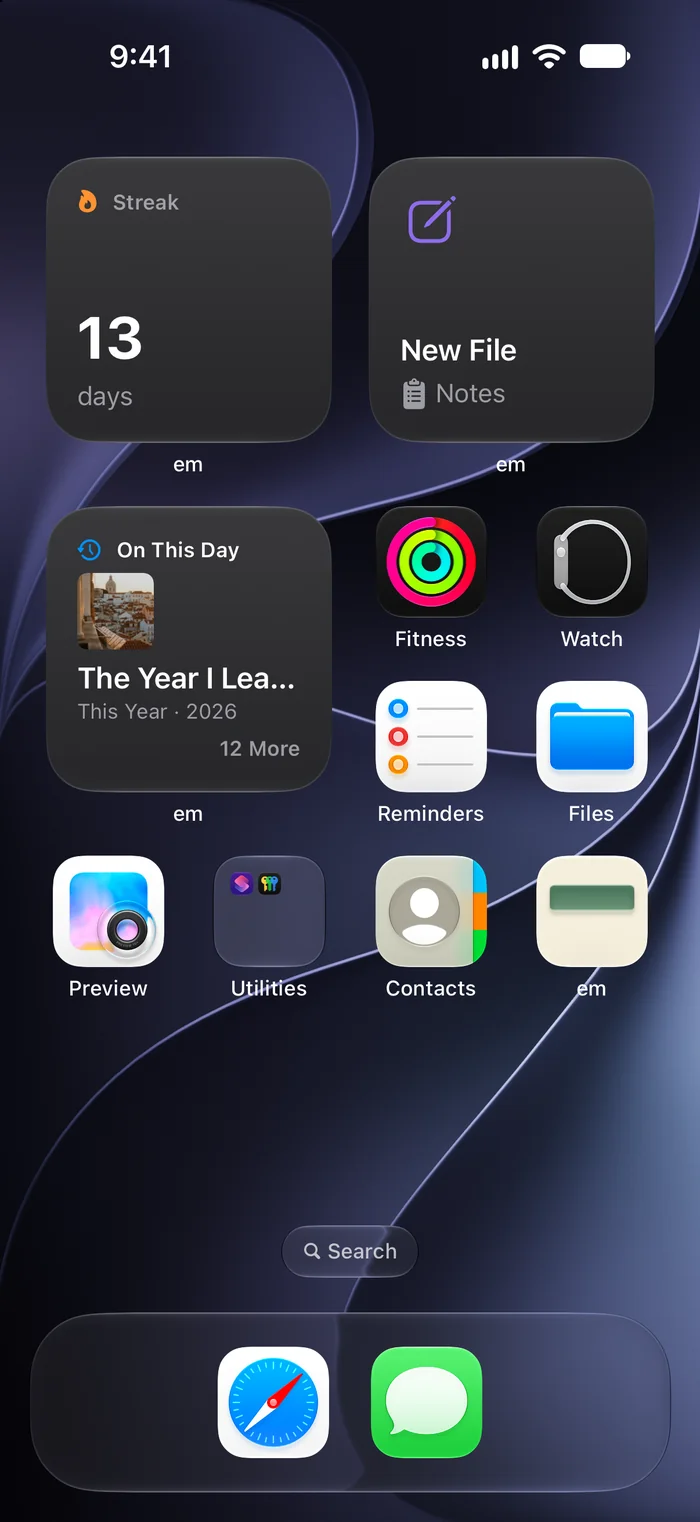 9:41
Streak
13
days
em
New File
Notes
em
On This Day
The Year I Lea...
This Year · 2026
12 More
em
Fitness
Watch
Reminders
Files
Preview
Utilities
Contacts
em
Search